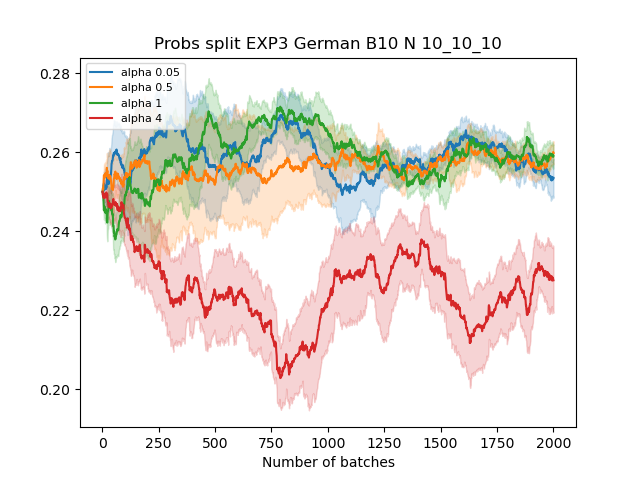 Probs split EXP3 German B10 N 10_10_10
alpha 0.05
alpha 0.5
alpha 1
alpha 4
0.28
0.26
0.24
0.22
0.20
0 250 500 750 1000 1250 1500 1750 2000
Number of batches